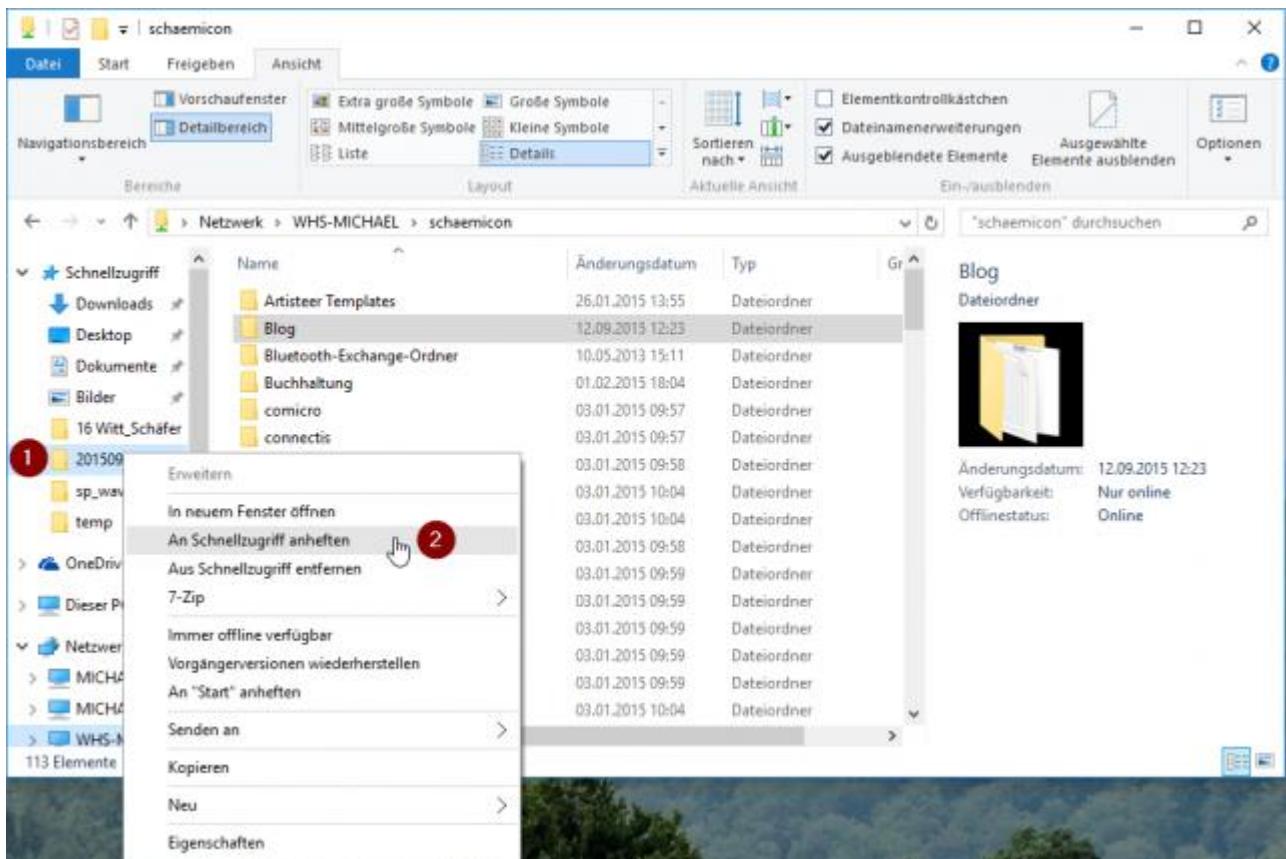 schaemicon
Datei Start Freigeben Ansicht
Navigationsbereich
Vorschaufenster
Detailbereich
Bereiche
Extra große Symbole Große Symbole
Mittelgroße Symbole Kleine Symbole
Liste Details
Layout
Sortieren
nach
Aktuelle Ansicht
Elementkontrollkästchen
Dateinamenerweiterungen
Ausgeblendete Elemente
Ausgewählte
Elemente ausblenden
Ein-/ausblenden
Optionen
Netzwerk WHS-MICHAEL schaemicon
"schaemicon" durchsuchen
Schnellzugriff
Downloads
Desktop
Dokumente
Bilder
16 Witt_Schäfer
1
201509
sp_wav
temp
OneDriv
Dieser P
Netzwer
MICHA
MICHA
WHS-M
113 Elemente
Name Änderungsdatum Typ Gr
Artisteer Templates 26.01.2015 13:55 Dateiordner
Blog 12.09.2015 12:23 Dateiordner
Bluetooth-Exchange-Ordner 10.05.2013 15:11 Dateiordner
Buchhaltung 01.02.2015 18:04 Dateiordner
comicro 03.01.2015 09:57 Dateiordner
connectis 03.01.2015 09:57 Dateiordner
03.01.2015 09:58 Dateiordner
03.01.2015 10:04 Dateiordner
03.01.2015 10:04 Dateiordner
03.01.2015 09:58 Dateiordner
03.01.2015 09:59 Dateiordner
03.01.2015 09:59 Dateiordner
03.01.2015 09:59 Dateiordner
03.01.2015 09:59 Dateiordner
03.01.2015 09:59 Dateiordner
03.01.2015 10:04 Dateiordner
Erweitern
In neuem Fenster öffnen
An Schnellzugriff anheften
2
Aus Schnellzugriff entfernen
7-Zip
Immer offline verfügbar
Vorgängerversionen wiederherstellen
An "Start" anheften
Senden an
Kopieren
Neu
Eigenschaften
Blog
Dateiordner
Änderungsdatum: 12.09.2015 12:23
Verfügbarkeit: Nur online
Offlinestatus: Online